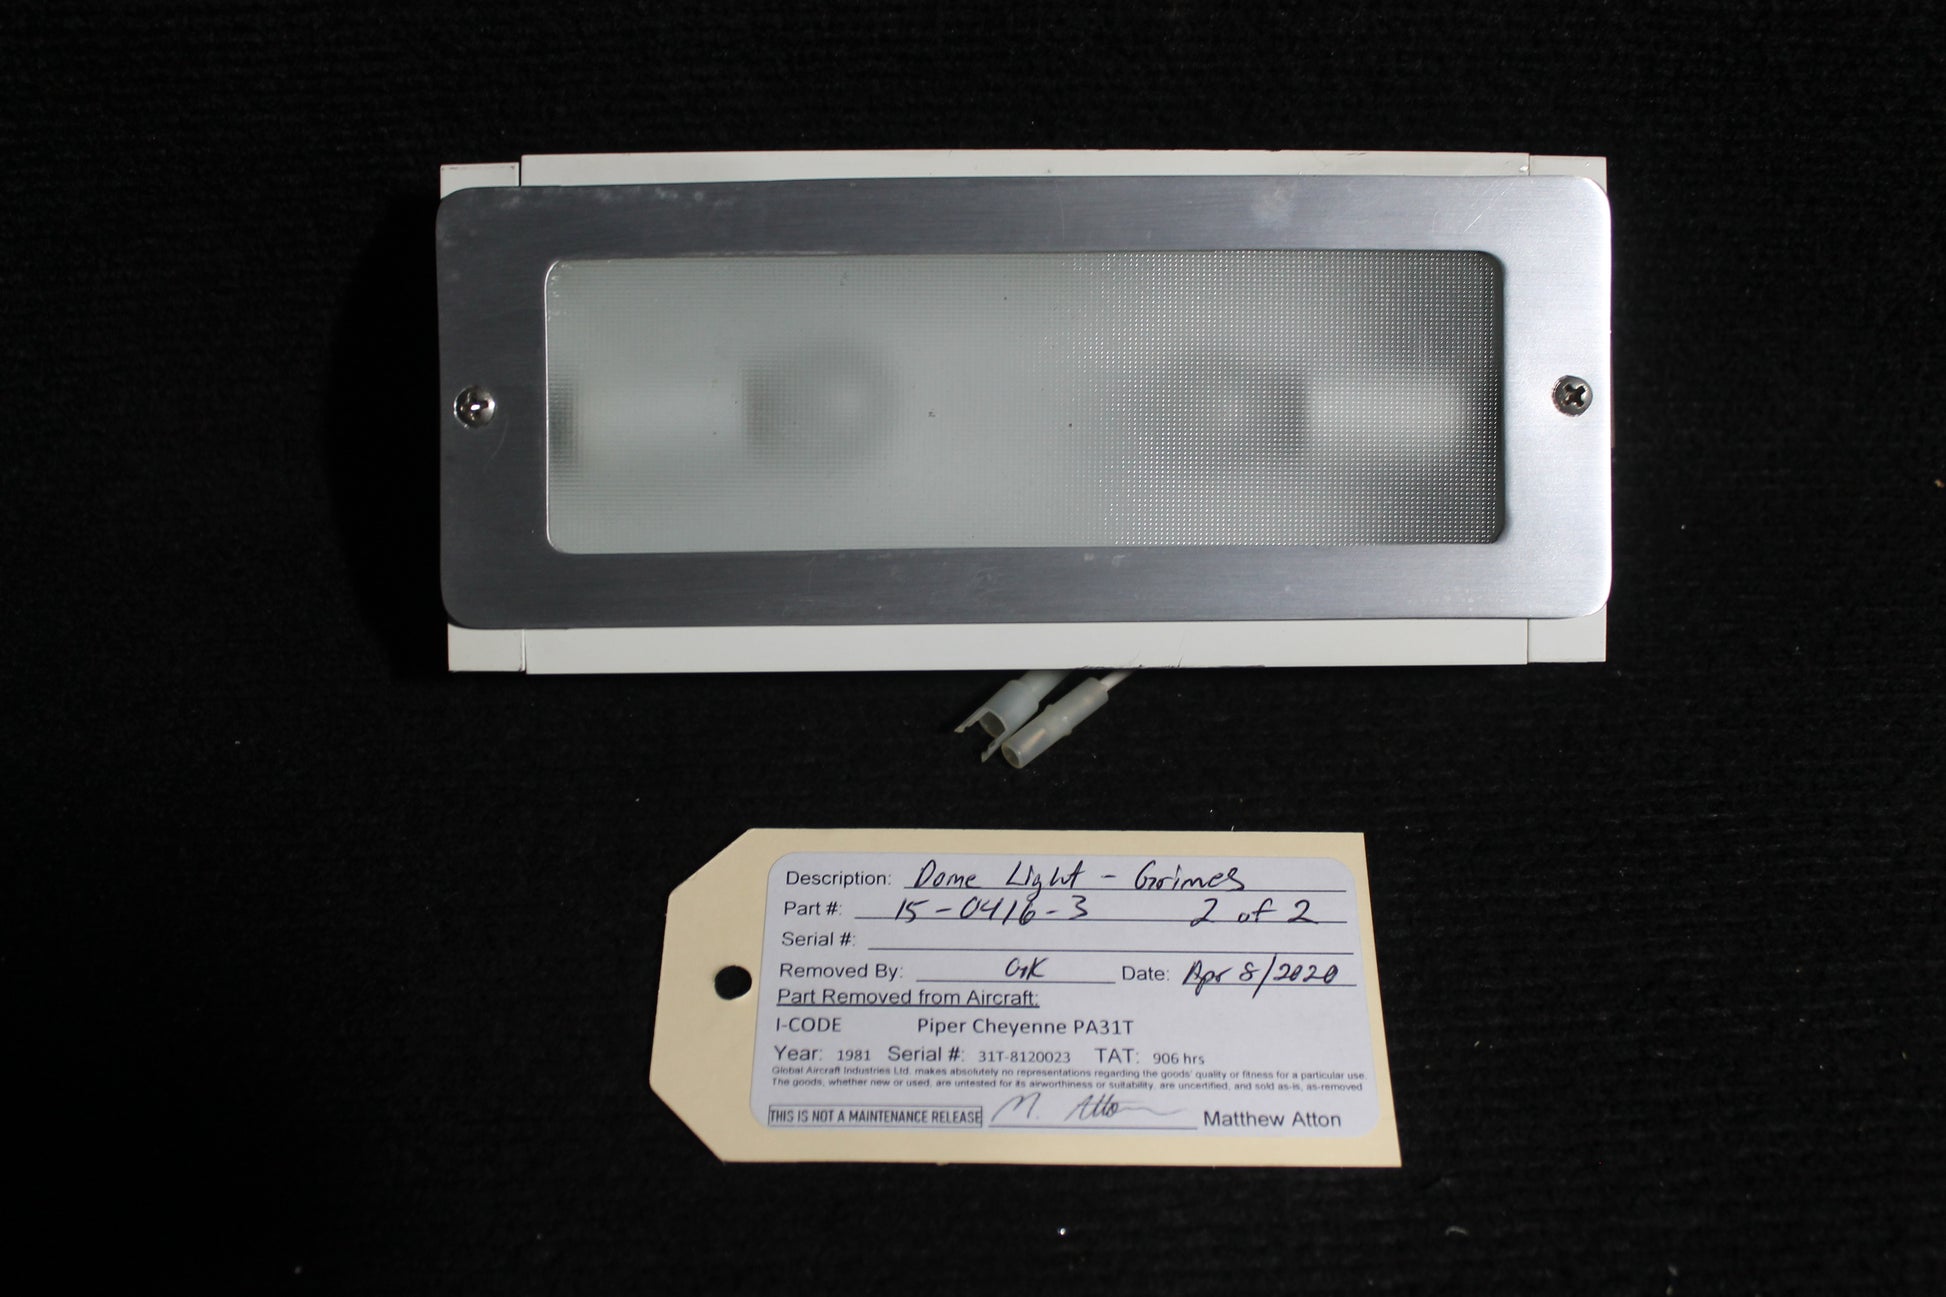 Description: Dome Light - Grimes
Part #: 15-0416-3 2 of 2
Serial #:
Removed By: GK Date: Apr 8/2020
Part Removed from Aircraft:
I-CODE Piper Cheyenne PA31T
Year: 1981 Serial #: 31T-8120023 TAT: 906 hrs
Global Aircraft Industries Ltd. makes absolutely no representations regarding the goods' quality or fitness for a particular use.
The goods, whether new or used, are untested for its airworthiness or suitability, are uncertified, and sold as-is, as-removed
THIS IS NOT A MAINTENANCE RELEASE M. Atton Matthew Atton